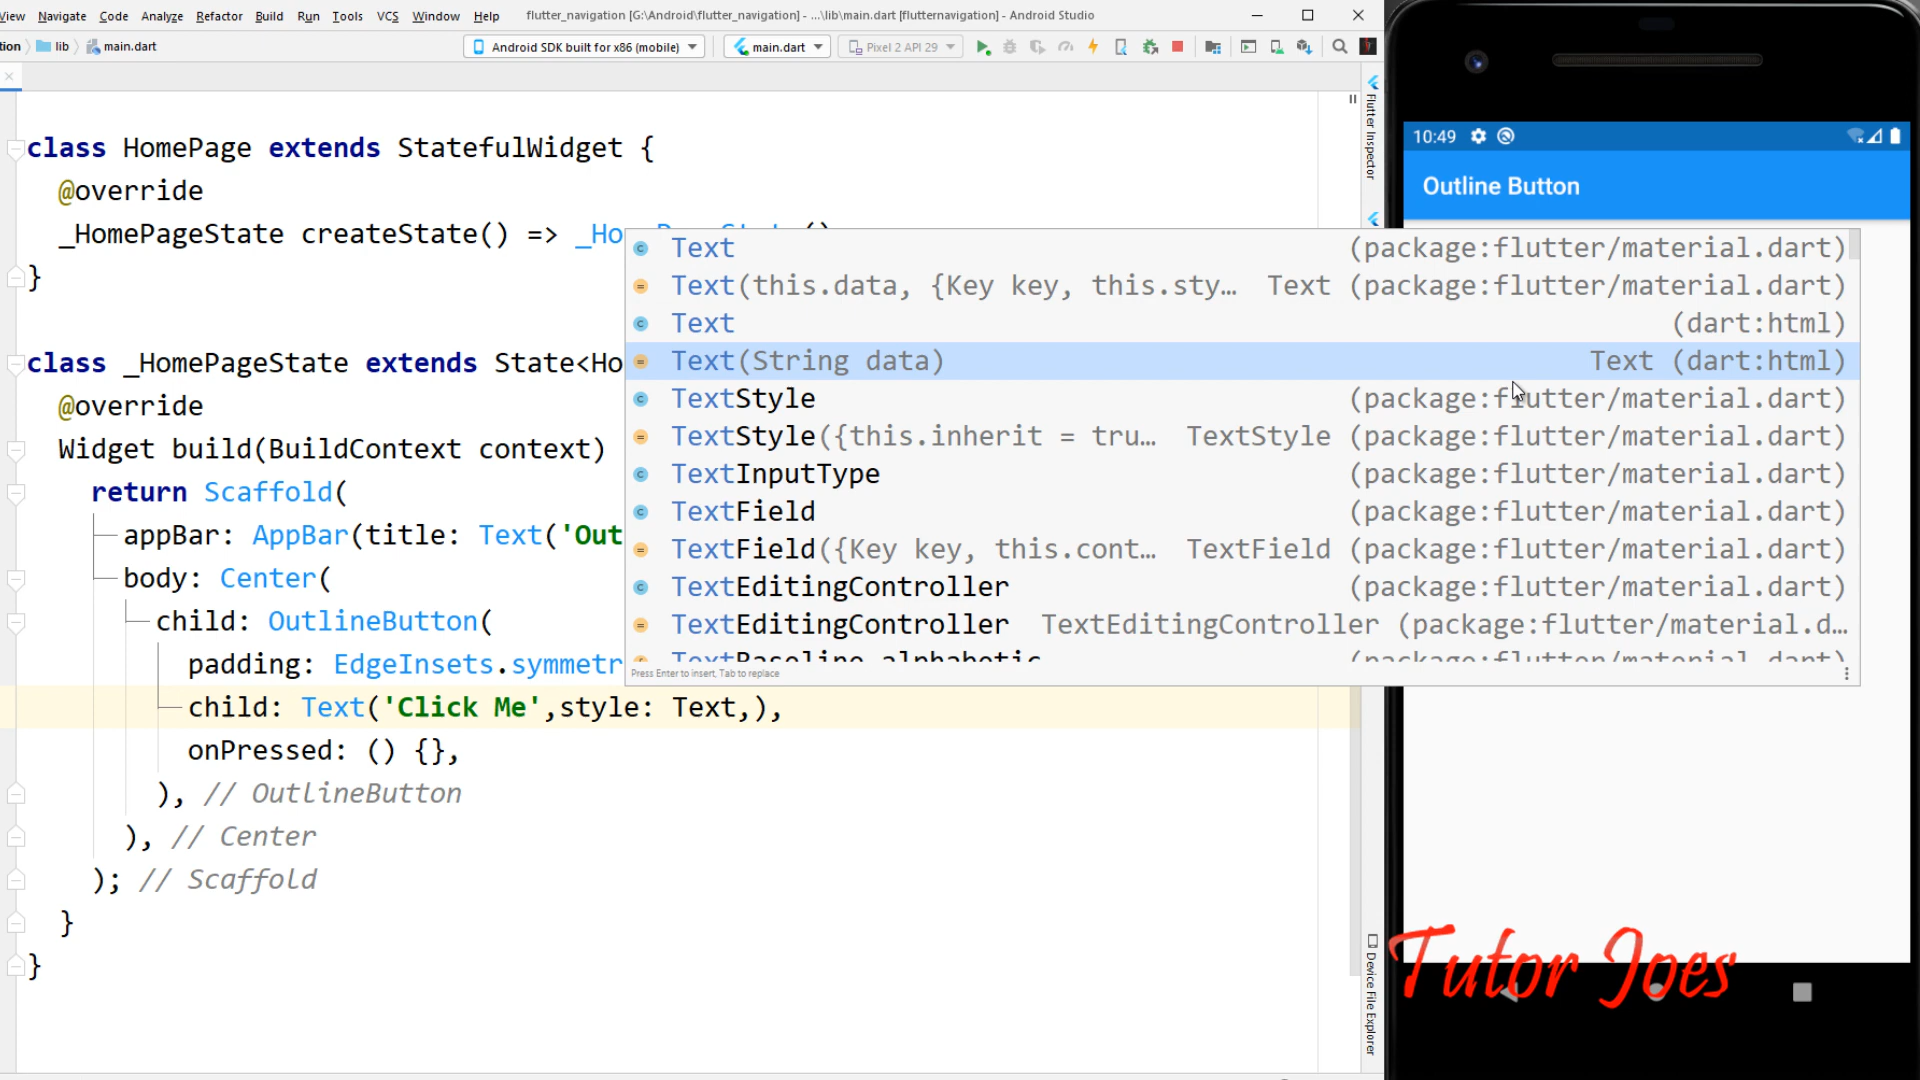 View Navigate Code Analyze Refactor Build Run Tools VCS Window Help flutter_navigation [G:\Android\flutter_navigation] - ...\lib\main.dart [flutternavigation] - Android Studio
tion lib main.dart Android SDK built for x86 (mobile) main.dart Pixel 2 API 29
class HomePage extends StatefulWidget {
@override
_HomePageState createState() => _HomePageState()
}
class _HomePageState extends State<Ho
@override
Widget build(BuildContext context)
return Scaffold(
appBar: AppBar(title: Text('Out
body: Center(
child: OutlineButton(
padding: EdgeInsets.symmetr
child: Text('Click Me',style: Text,),
onPressed: () {},
), // OutlineButton
), // Center
); // Scaffold
}
}
Text (package:flutter/material.dart)
Text(this.data, {Key key, this.sty… Text (package:flutter/material.dart)
Text (dart:html)
Text(String data) Text (dart:html)
TextStyle (package:flutter/material.dart)
TextStyle({this.inherit = tru… TextStyle (package:flutter/material.dart)
TextInputType (package:flutter/material.dart)
TextField (package:flutter/material.dart)
TextField({Key key, this.cont… TextField (package:flutter/material.dart)
TextEditingController (package:flutter/material.dart)
TextEditingController TextEditingController (package:flutter/material.d…
TextBaseline.alphabetic (package:flutter/material.dart)
Press Enter to insert, Tab to replace
Flutter Inspector
Device File Explorer
10:49
Outline Button
Tutor Joes